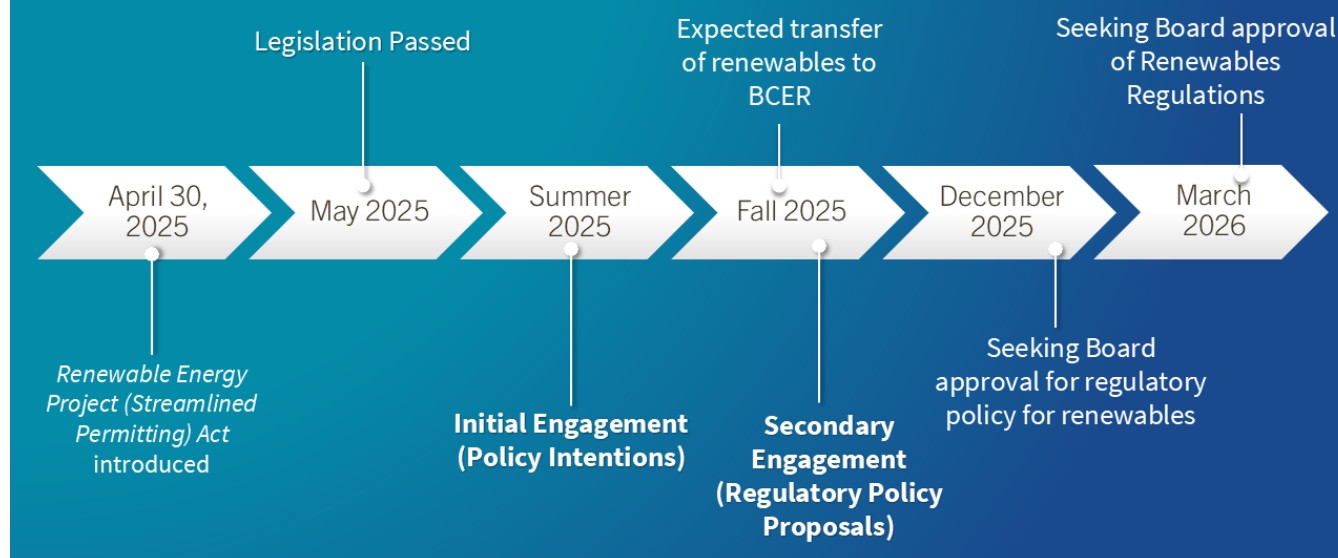 Legislation Passed
Expected transfer
of renewables to
BCER
Seeking Board approval
of Renewables
Regulations
April 30,
2025
May 2025
Summer
2025
Fall 2025
December
2025
March
2026
Renewable Energy
Project (Streamlined
Permitting) Act
introduced
Initial Engagement
(Policy Intentions)
Secondary
Engagement
(Regulatory Policy
Proposals)
Seeking Board
approval for regulatory
policy for renewables